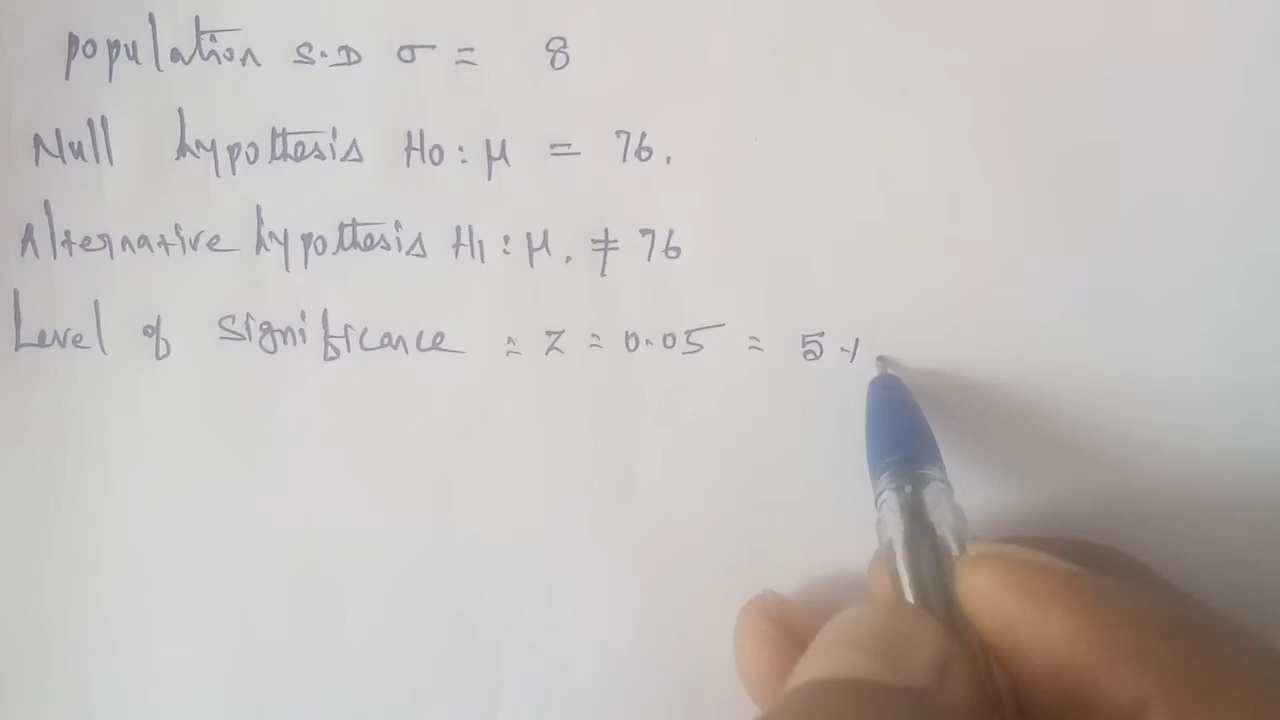 population S.D σ = 8
Null hypothesis H0 : μ = 76.
Alternative hypothesis H1 : μ. ≠ 76
Level of significance = Z = 0.05 = 5